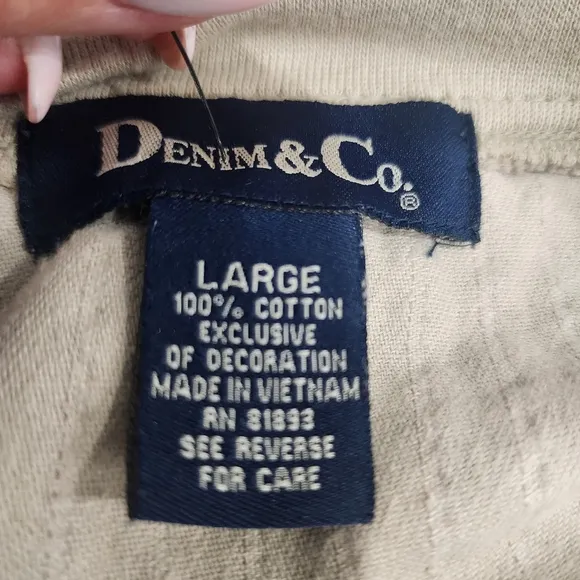 DENIM & CO.®
LARGE
100% COTTON
EXCLUSIVE
OF DECORATION
MADE IN VIETNAM
RN 81893
SEE REVERSE
FOR CARE